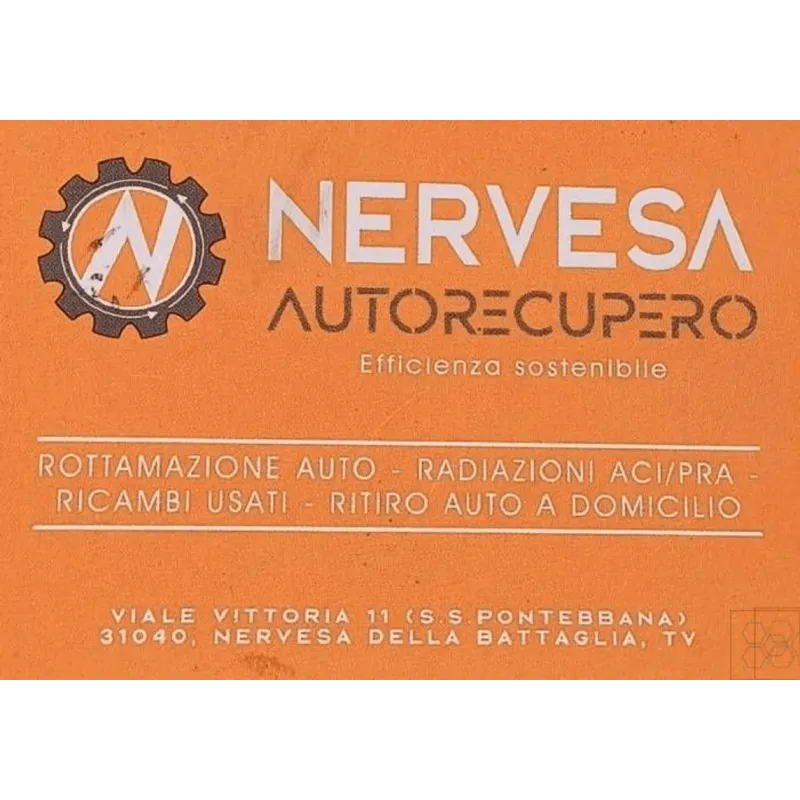 N
NERVESA
AUTORECUPERO
Efficienza sostenibile
ROTTAMAZIONE AUTO - RADIAZIONI ACI/PRA -
RICAMBI USATI - RITIRO AUTO A DOMICILIO
VIALE VITTORIA 11 (S.S.PONTEBBANA)
31040, NERVESA DELLA BATTAGLIA, TV